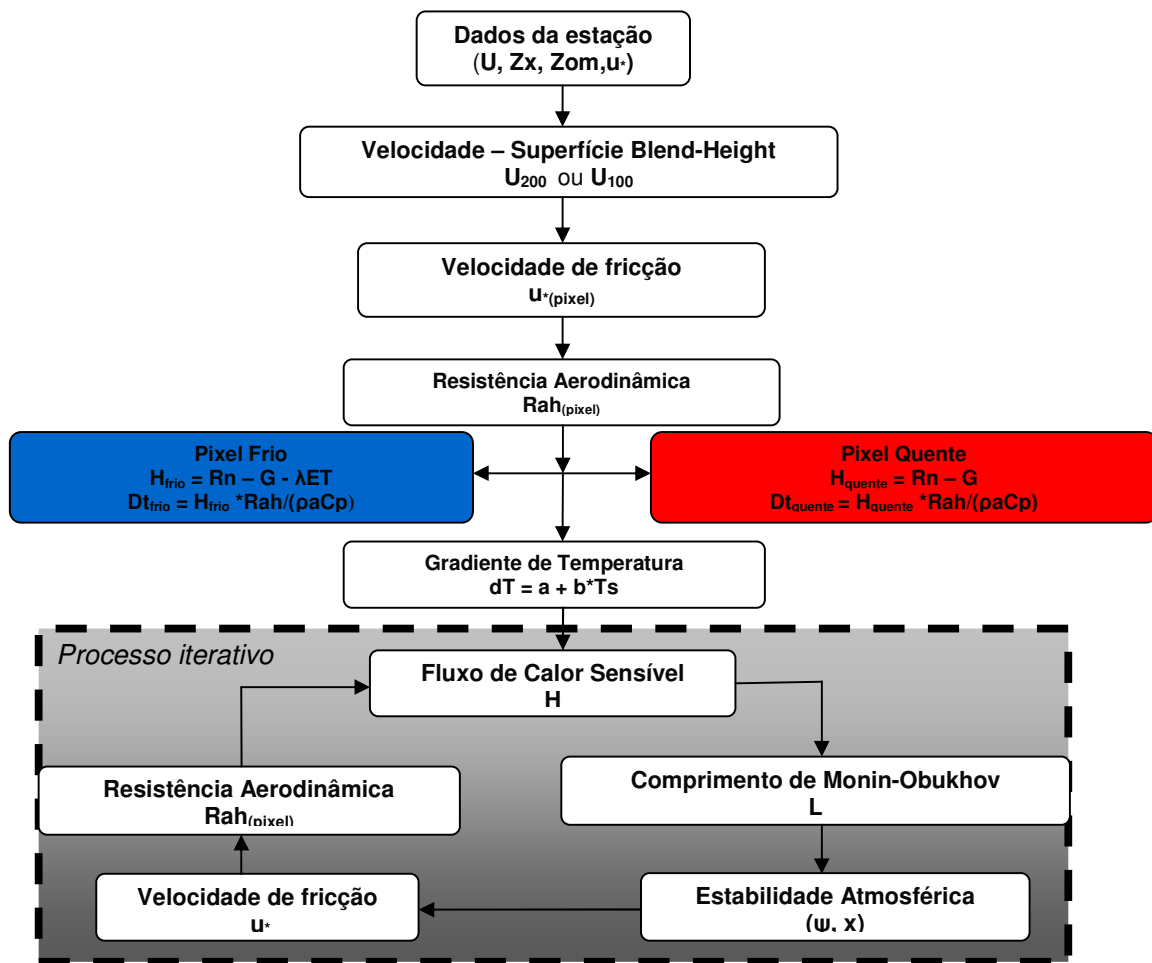 Dados da estação
(U, Zx, Zom,u*)
Velocidade – Superfície Blend-Height
U200 ou U100
Velocidade de fricção
u*(pixel)
Resistência Aerodinâmica
Rah(pixel)
Pixel Frio
Hfrio = Rn – G - λET
Dtfrio = Hfrio *Rah/(ρaCp)
Pixel Quente
Hquente = Rn – G
Dtquente = Hquente *Rah/(ρaCp)
Gradiente de Temperatura
dT = a + b*Ts
Processo iterativo
Fluxo de Calor Sensível
H
Resistência Aerodinâmica
Rah(pixel)
Comprimento de Monin-Obukhov
L
Velocidade de fricção
u*
Estabilidade Atmosférica
(ψ, x)